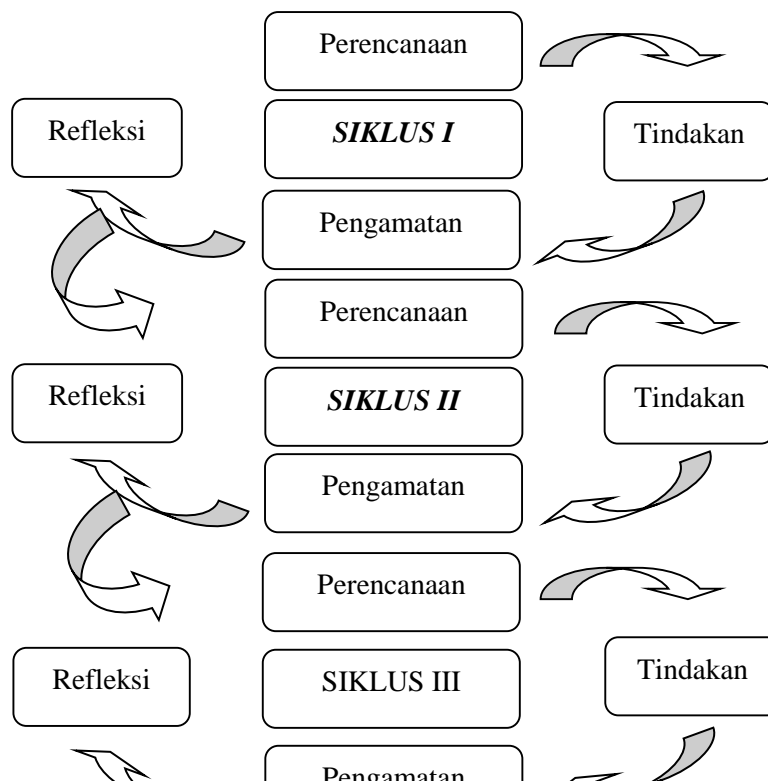 Perencanaan
Refleksi
SIKLUS I
Tindakan
Pengamatan
Perencanaan
Refleksi
SIKLUS II
Tindakan
Pengamatan
Perencanaan
Refleksi
SIKLUS III
Tindakan
Pengamatan